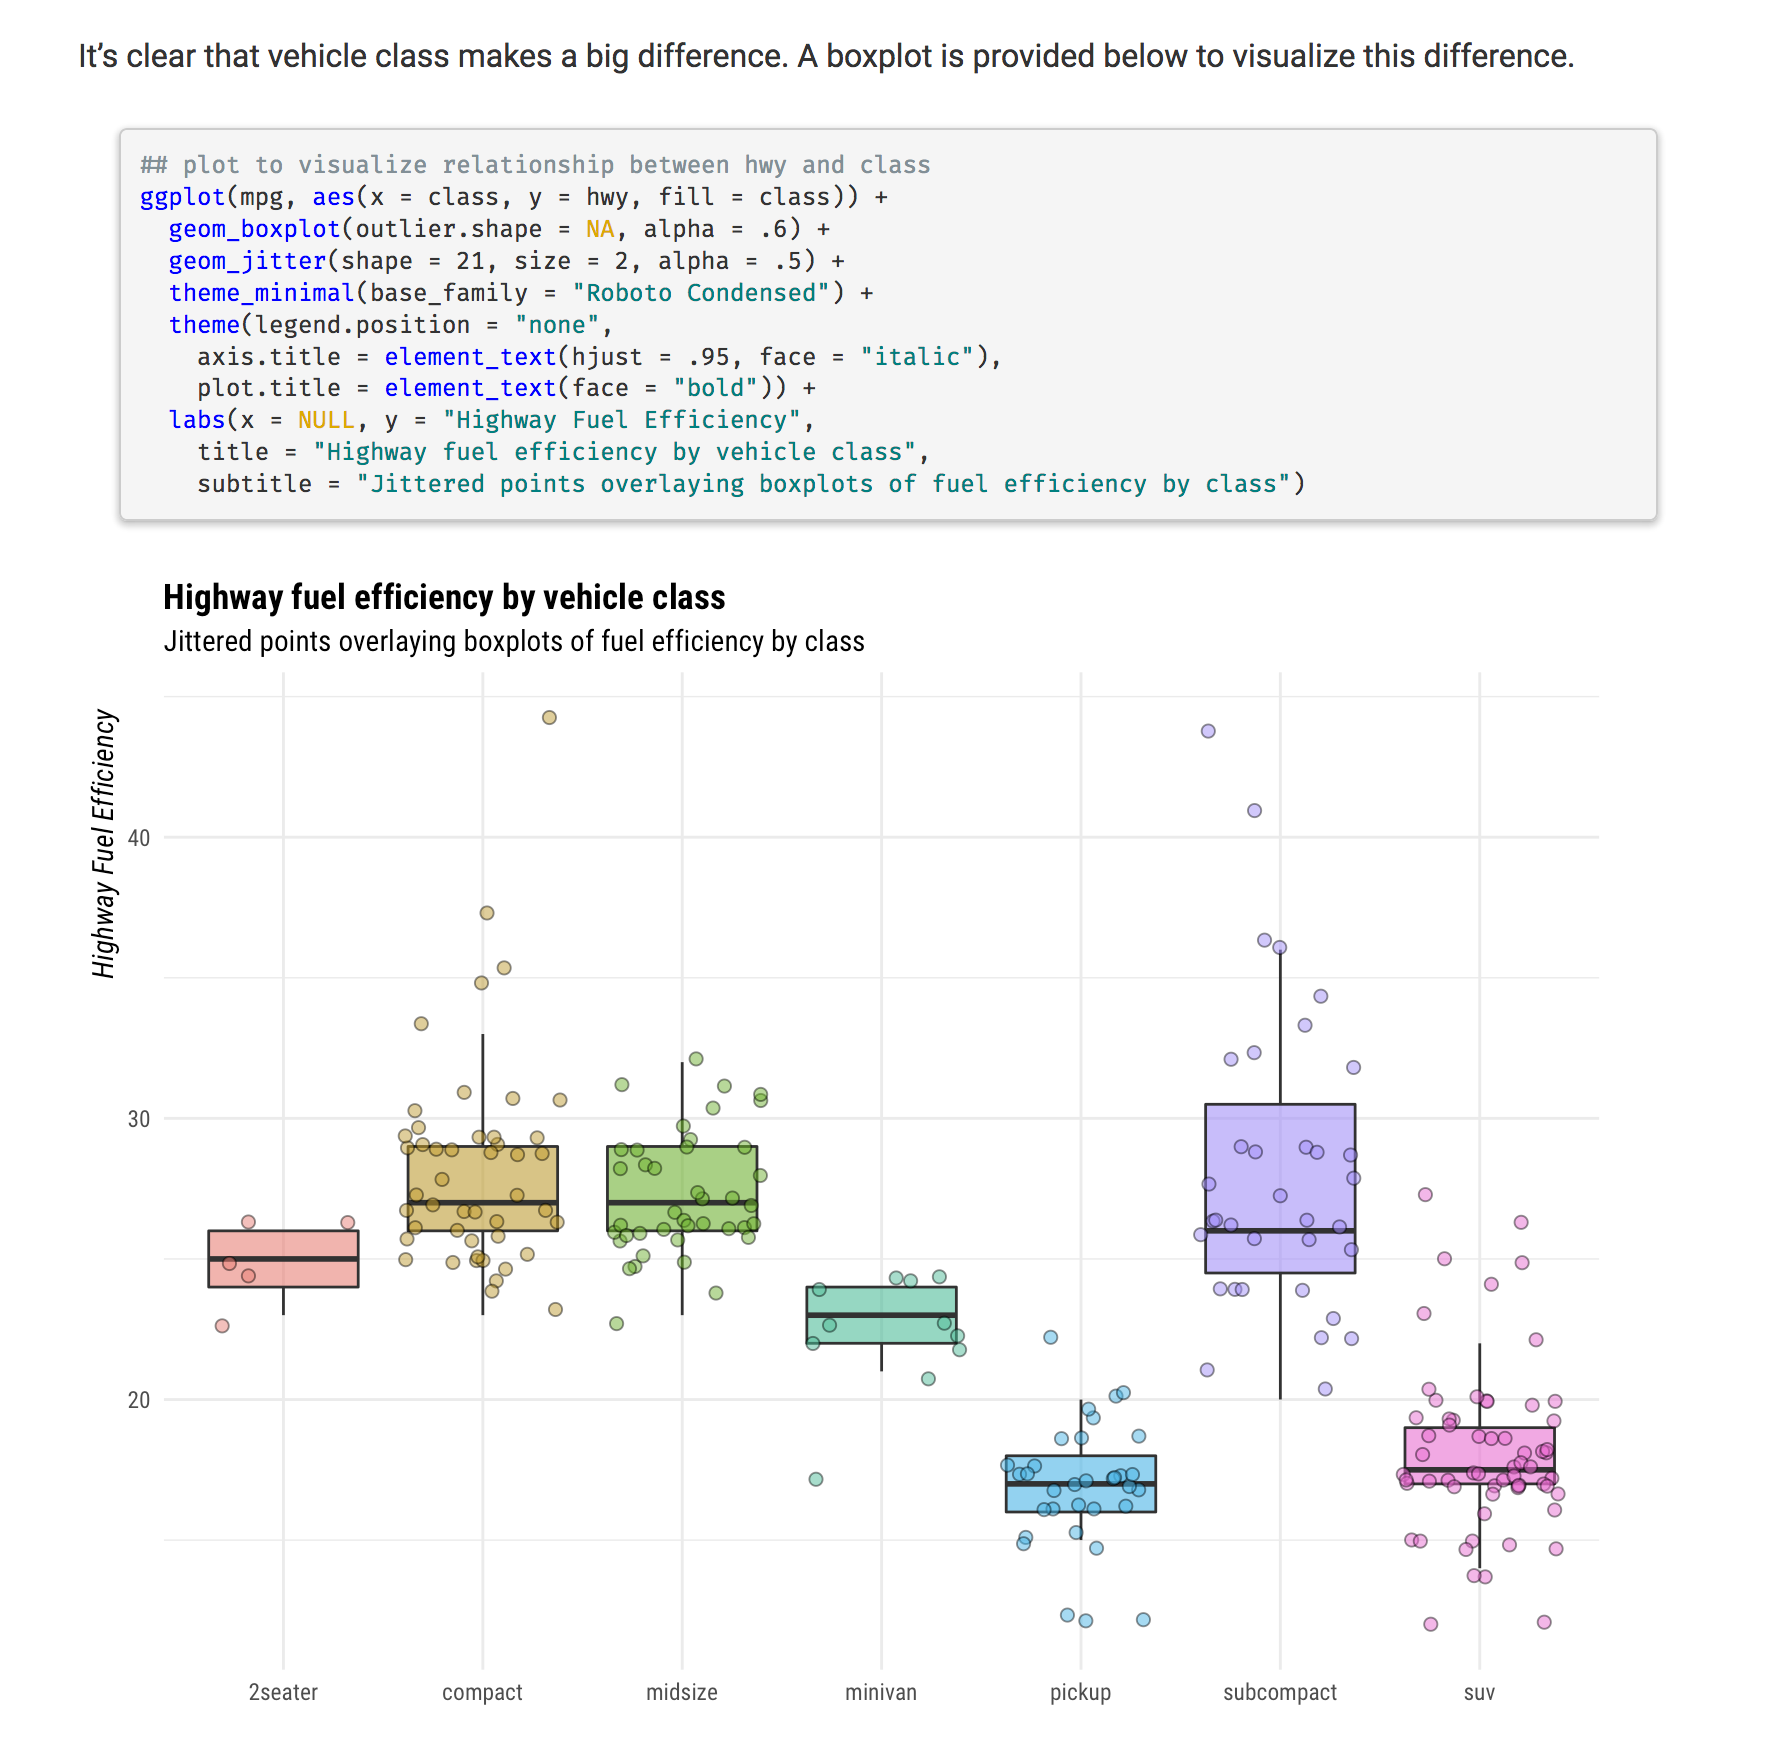 It’s clear that vehicle class makes a big difference. A boxplot is provided below to visualize this difference.
## plot to visualize relationship between hwy and class
ggplot(mpg, aes(x = class, y = hwy, fill = class)) +
  geom_boxplot(outlier.shape = NA, alpha = .6) +
  geom_jitter(shape = 21, size = 2, alpha = .5) +
  theme_minimal(base_family = "Roboto Condensed") +
  theme(legend.position = "none",
    axis.title = element_text(hjust = .95, face = "italic"),
    plot.title = element_text(face = "bold")) +
  labs(x = NULL, y = "Highway Fuel Efficiency",
    title = "Highway fuel efficiency by vehicle class",
    subtitle = "Jittered points overlaying boxplots of fuel efficiency by class")
Highway fuel efficiency by vehicle class
Jittered points overlaying boxplots of fuel efficiency by class
Highway Fuel Efficiency
40
30
20
2seater compact midsize minivan pickup subcompact suv